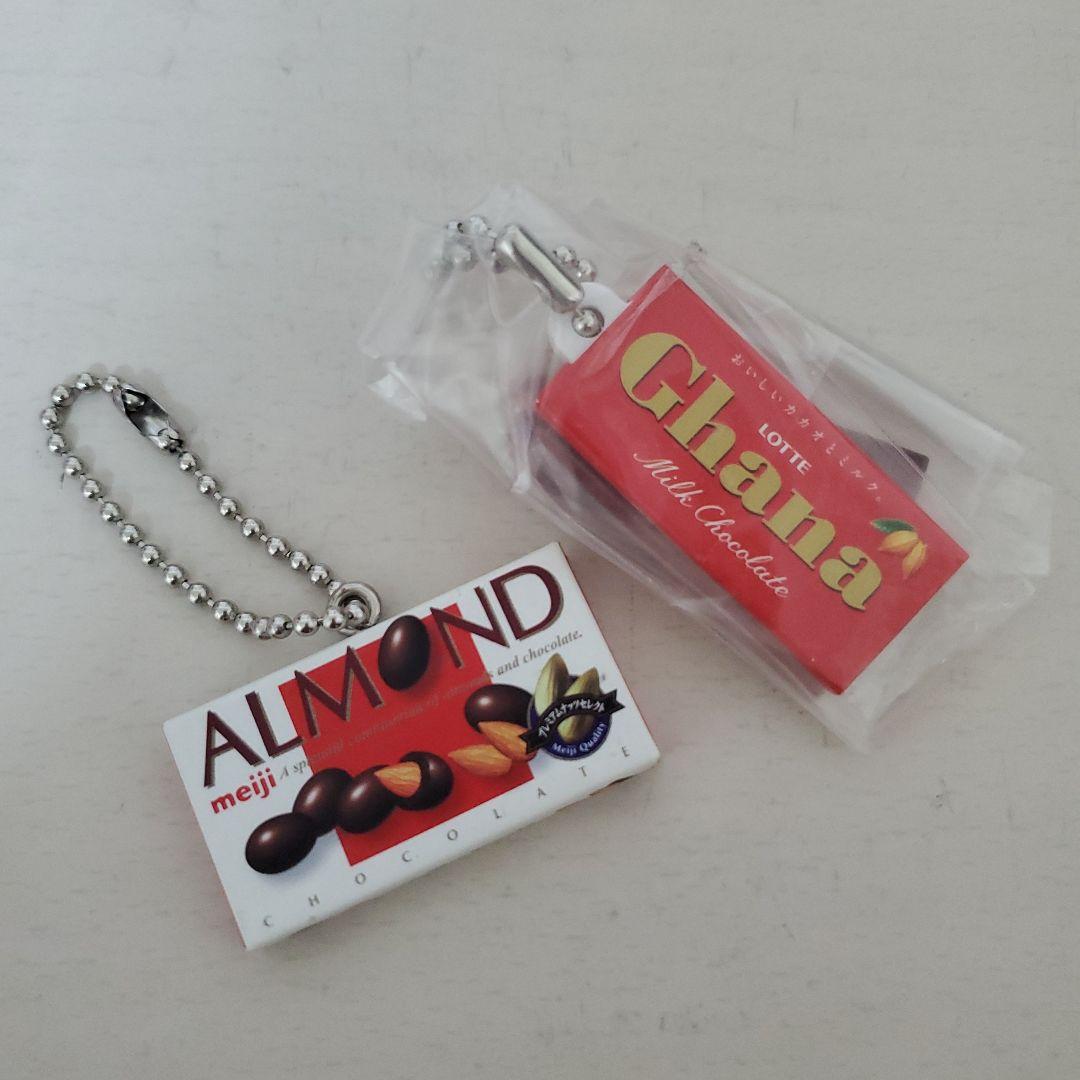 おいしいカカオとミルク。
LOTTE
Ghana
Milk Chocolate
ALMOND
meiji A splendid combination of almonds and chocolate.
プレミアムナッツセレクト
Meiji Quality
CHOCOLATE